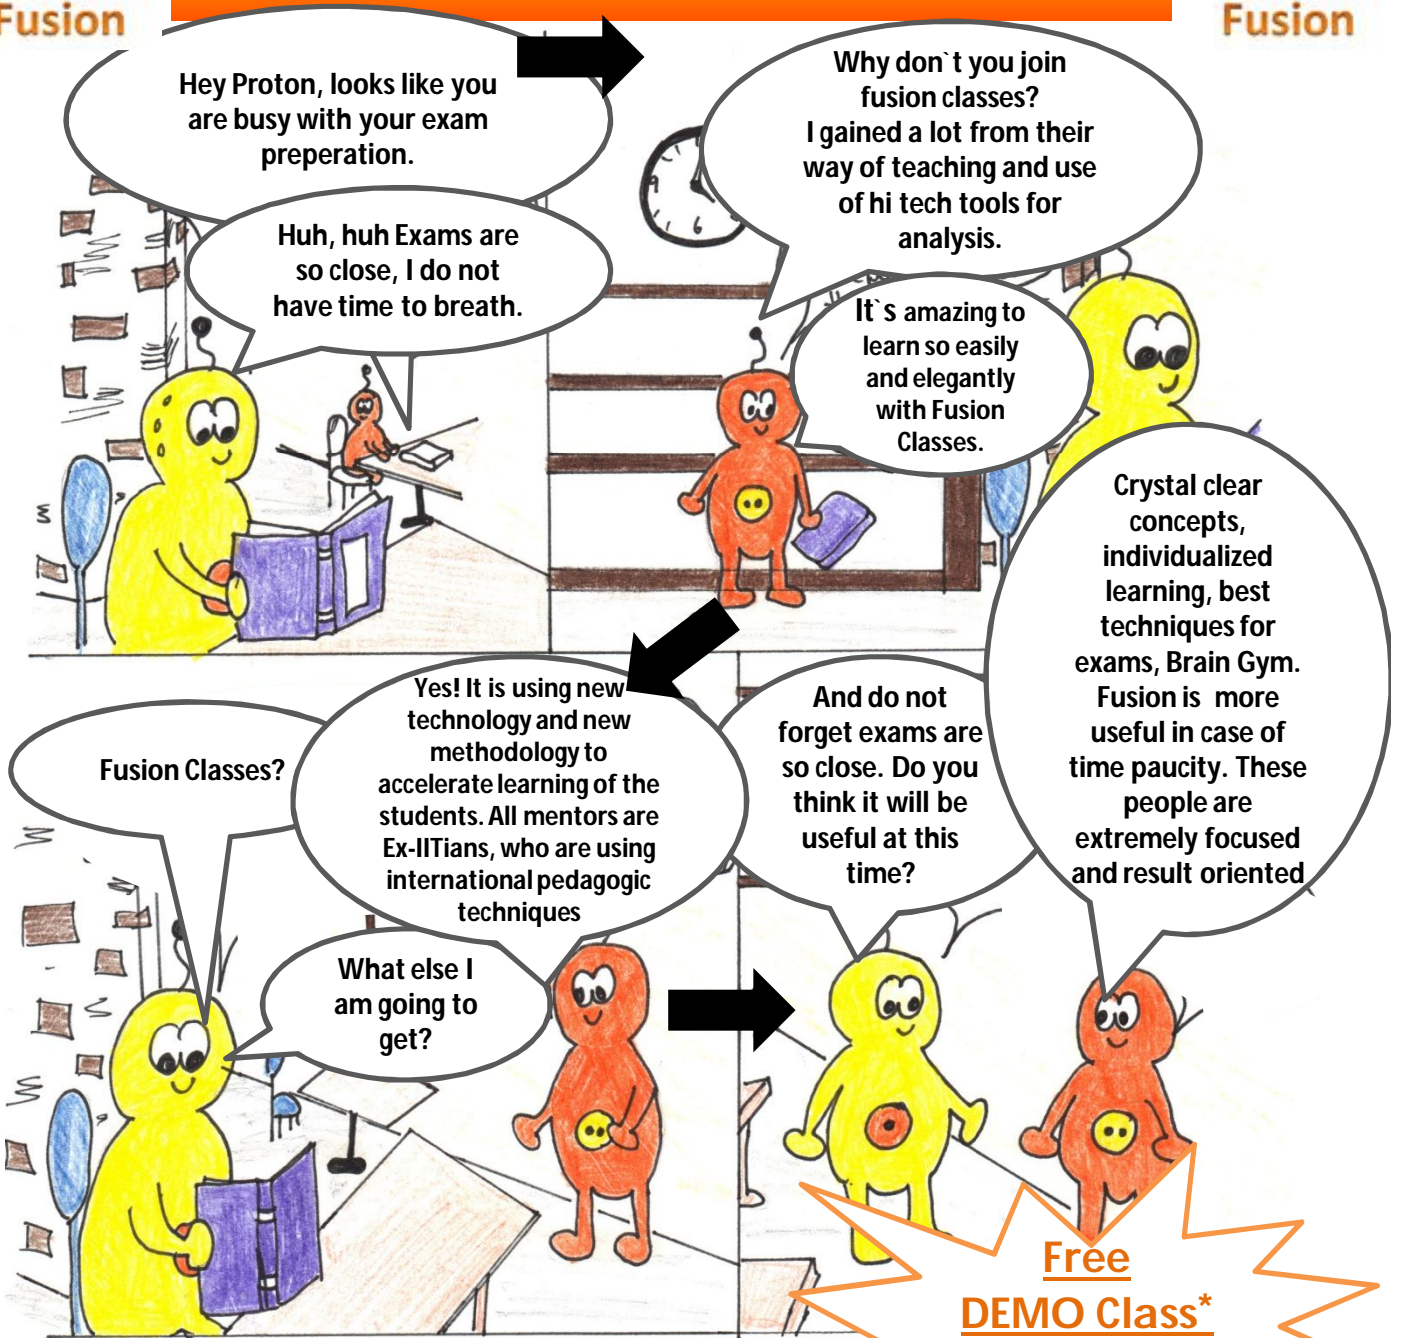 Fusion
Fusion
Hey Proton, looks like you
are busy with your exam
preperation.
Huh, huh Exams are
so close, I do not
have time to breath.
Why don`t you join
fusion classes?
I gained a lot from their
way of teaching and use
of hi tech tools for
analysis.
It`s amazing to
learn so easily
and elegantly
with Fusion
Classes.
9
6
Fusion Classes?
Yes! It is using new
technology and new
methodology to
accelerate learning of the
students. All mentors are
Ex-IITians, who are using
international pedagogic
techniques
What else I
am going to
get?
And do not
forget exams are
so close. Do you
think it will be
useful at this
time?
Crystal clear
concepts,
individualized
learning, best
techniques for
exams, Brain Gym.
Fusion is more
useful in case of
time paucity. These
people are
extremely focused
and result oriented
Free
DEMO Class*